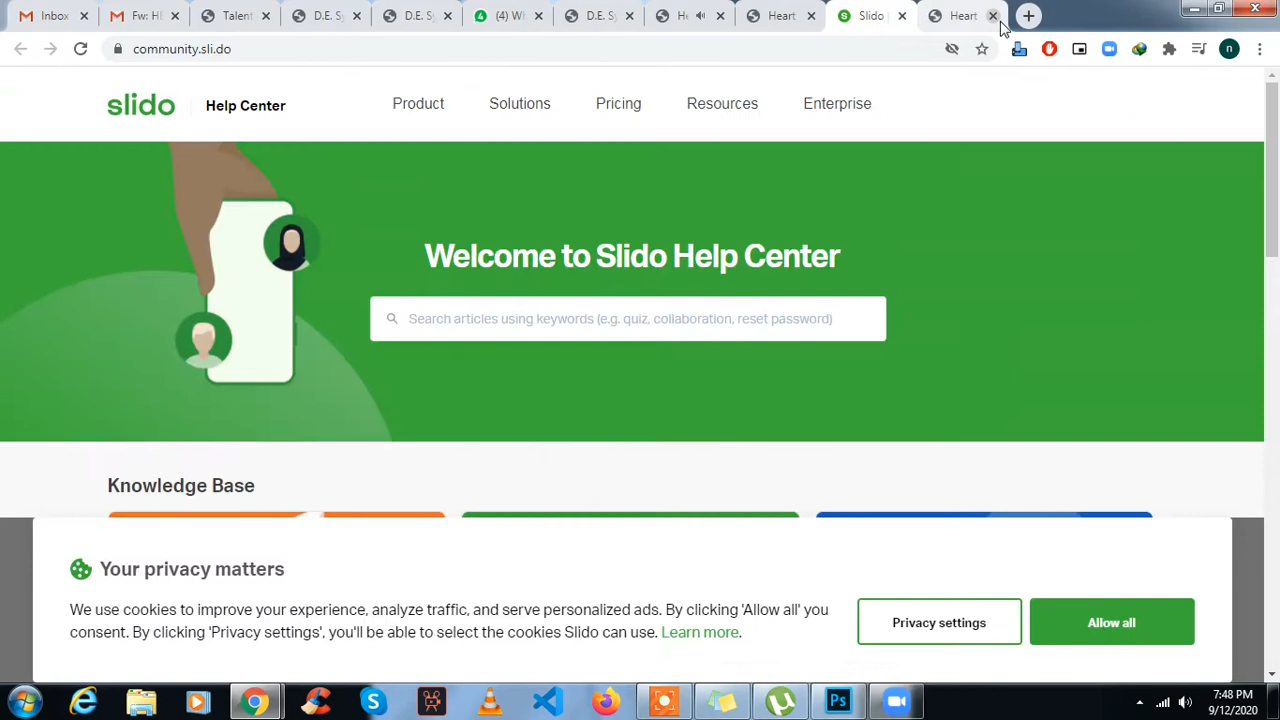 Inbox
Fw: HE
Talent
D.E. S
D.E. S
(4) W
D.E. S
He
Heart
Slido
Heart
community.sli.do
n
slido
Help Center
Product
Solutions
Pricing
Resources
Enterprise
Welcome to Slido Help Center
Search articles using keywords (e.g. quiz, collaboration, reset password)
Knowledge Base
Your privacy matters
We use cookies to improve your experience, analyze traffic, and serve personalized ads. By clicking 'Allow all' you
consent. By clicking 'Privacy settings', you'll be able to select the cookies Slido can use. Learn more.
Privacy settings
Allow all
Ps
7:48 PM
9/12/2020